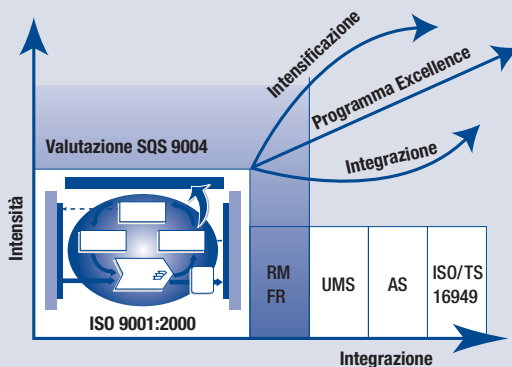 Intensificazione
Programma Excellence
Integrazione
Valutazione SQS 9004
Intensità
RM
FR
UMS
AS
ISO/TS
16949
ISO 9001:2000
Integrazione